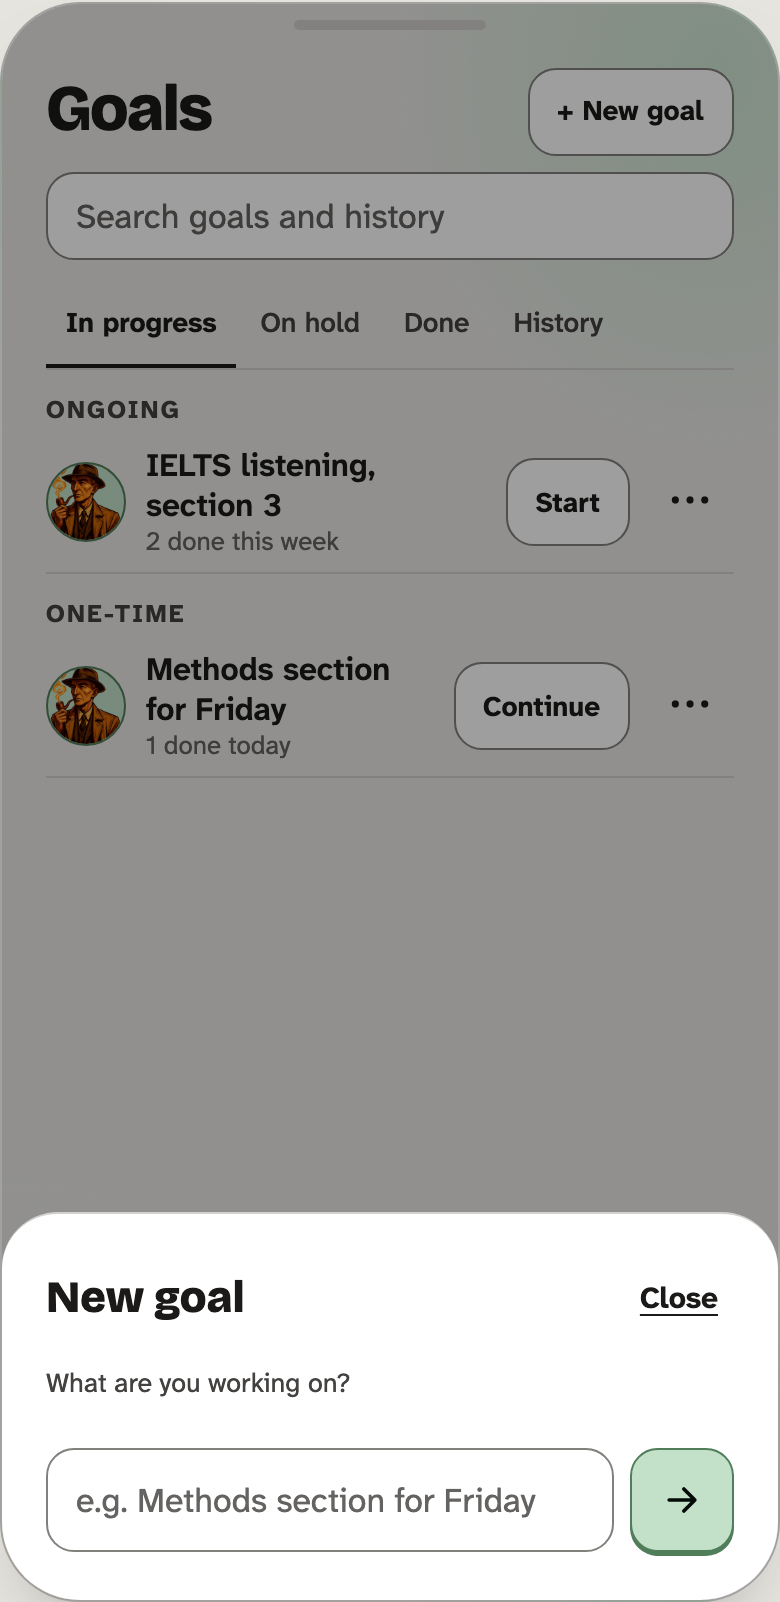 Goals
+ New goal
Search goals and history
In progress On hold Done History
ONGOING
IELTS listening,
section 3
2 done this week
Start
ONE-TIME
Methods section
for Friday
1 done today
Continue
New goal
Close
What are you working on?
e.g. Methods section for Friday